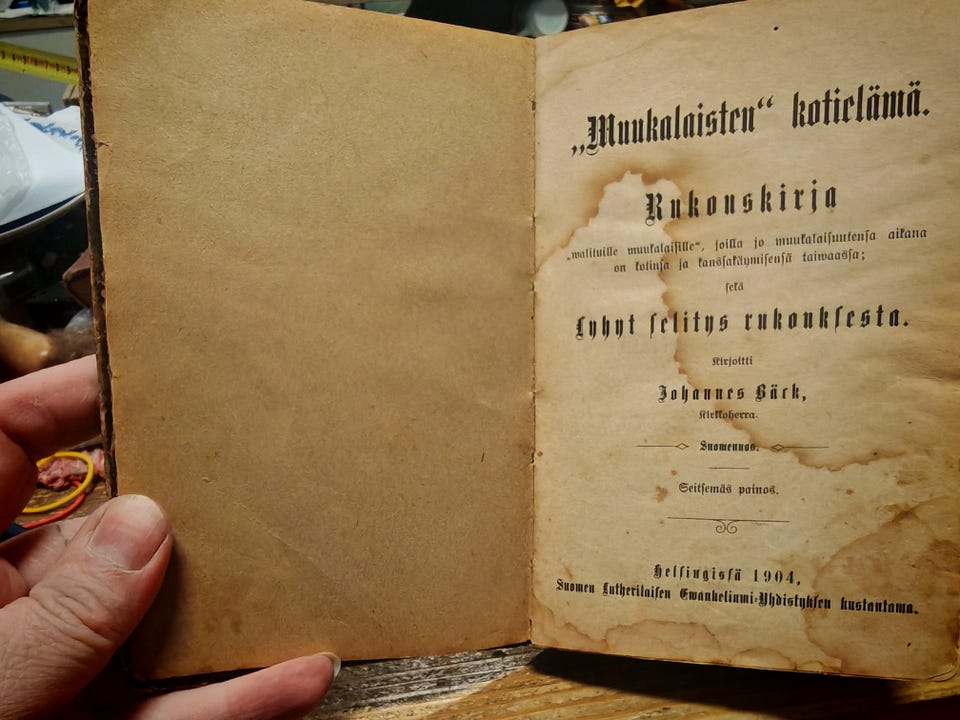 „Muukalaisten“ kotielämä.
Rukouskirja
„walituille muukalaisille“, joilla jo muukalaisuutensa aikana
on kotinsa ja kanssakäymisensä taiwaassa;
sekä
Lyhyt selitys rukouksesta.
Kirjoitti
Johannes Bäck,
Kirkkoherra.
Suomennos.
Seitsemäs painos.
Helsingissä 1904,
Suomen Lutherilaisen Ewankeliumi-Yhdistyksen kustantama.